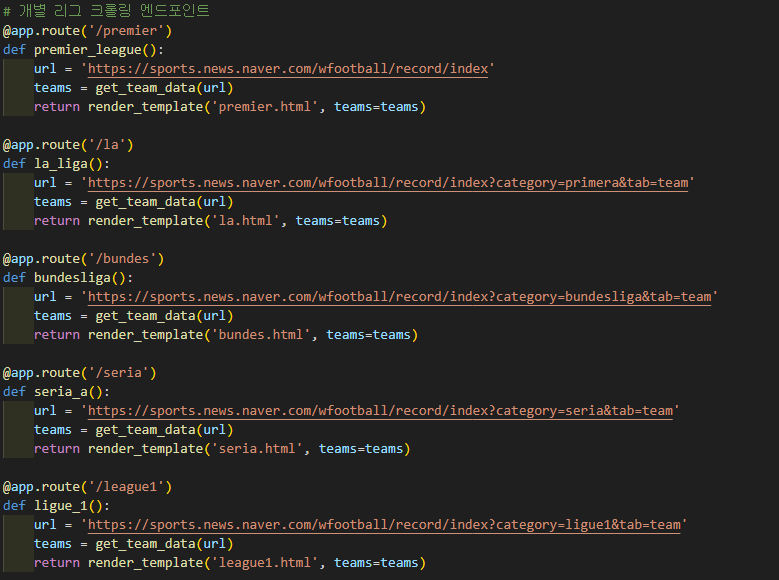 # 개별 리그 크롤링 엔드포인트
@app.route('/premier')
def premier_league():
    url = 'https://sports.news.naver.com/wfootball/record/index'
    teams = get_team_data(url)
    return render_template('premier.html', teams=teams)

@app.route('/la')
def la_liga():
    url = 'https://sports.news.naver.com/wfootball/record/index?category=primera&tab=team'
    teams = get_team_data(url)
    return render_template('la.html', teams=teams)

@app.route('/bundes')
def bundesliga():
    url = 'https://sports.news.naver.com/wfootball/record/index?category=bundesliga&tab=team'
    teams = get_team_data(url)
    return render_template('bundes.html', teams=teams)

@app.route('/seria')
def seria_a():
    url = 'https://sports.news.naver.com/wfootball/record/index?category=seria&tab=team'
    teams = get_team_data(url)
    return render_template('seria.html', teams=teams)

@app.route('/league1')
def ligue_1():
    url = 'https://sports.news.naver.com/wfootball/record/index?category=ligue1&tab=team'
    teams = get_team_data(url)
    return render_template('league1.html', teams=teams)